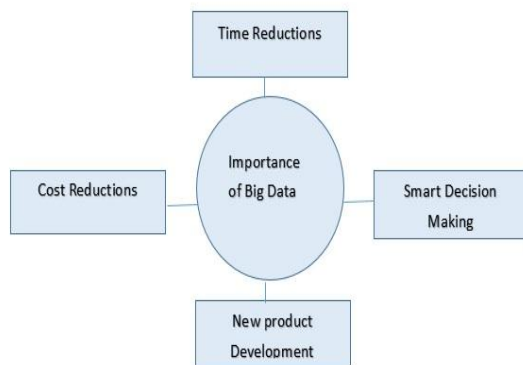 Time Reductions
Importance
of Big Data
Cost Reductions
Smart Decision
Making
New product
Development